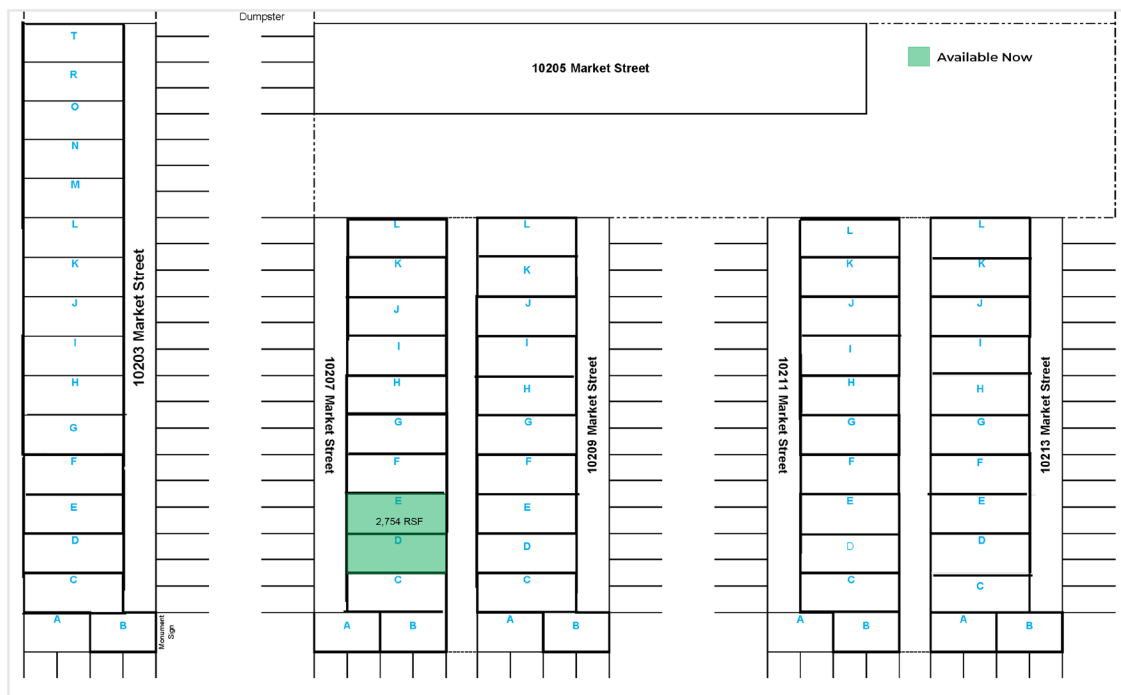 Dumpster
10205 Market Street
Available Now
T
R
O
N
M
L
K
J
I
H
G
F
E
D
C
A
B
10203 Market Street
Monument
Sign
10207 Market Street
L
K
J
I
H
G
F
E
2,754 RSF
D
C
A
B
L
K
J
I
H
G
F
E
D
C
A
B
10209 Market Street
10211 Market Street
L
K
J
I
H
G
F
E
D
C
A
B
L
K
J
I
H
G
F
E
D
C
A
B
10213 Market Street